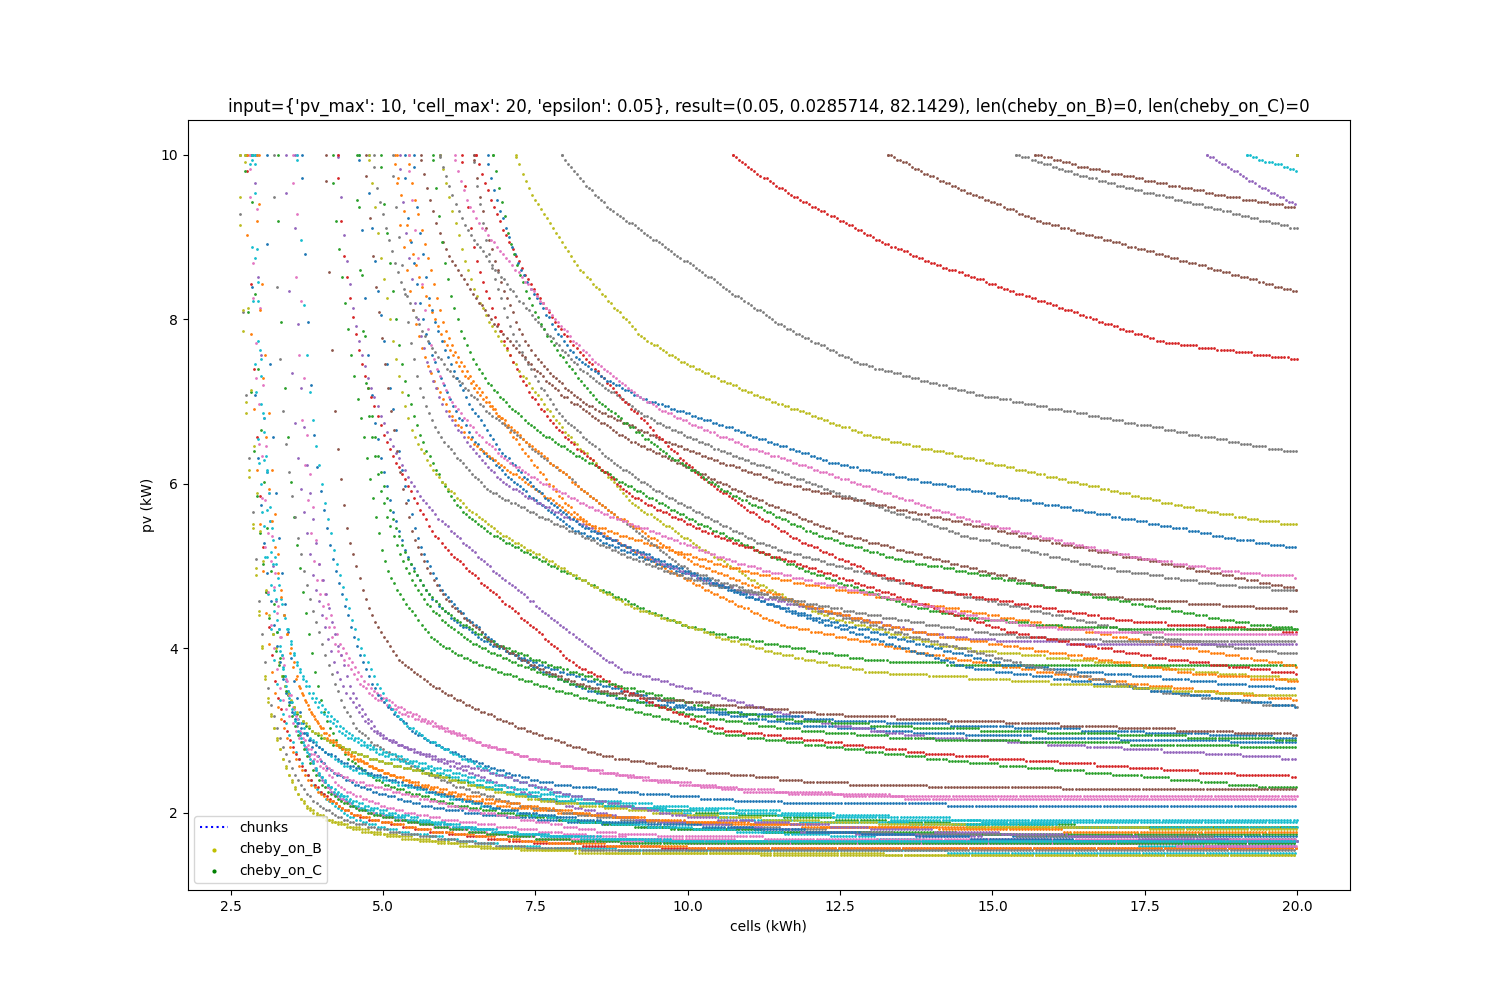 input={'pv_max': 10, 'cell_max': 20, 'epsilon': 0.05}, result=(0.05, 0.0285714, 82.1429), len(cheby_on_B)=0, len(cheby_on_C)=0
10
8
6
4
2
pv (kW)
chunks
cheby_on_B
cheby_on_C
2.5 5.0 7.5 10.0 12.5 15.0 17.5 20.0
cells (kWh)